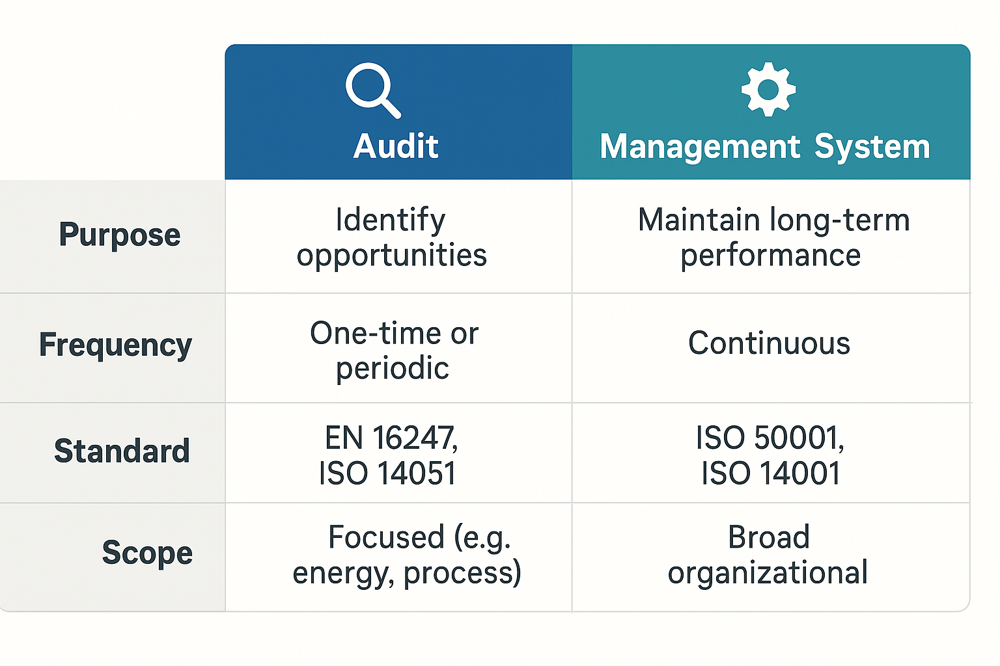 Audit
Management System
Purpose
Identify
opportunities
Maintain long-term
performance
Frequency
One-time or
periodic
Continuous
Standard
EN 16247,
ISO 14051
ISO 50001,
ISO 14001
Scope
Focused (e.g.
energy, process)
Broad
organizational